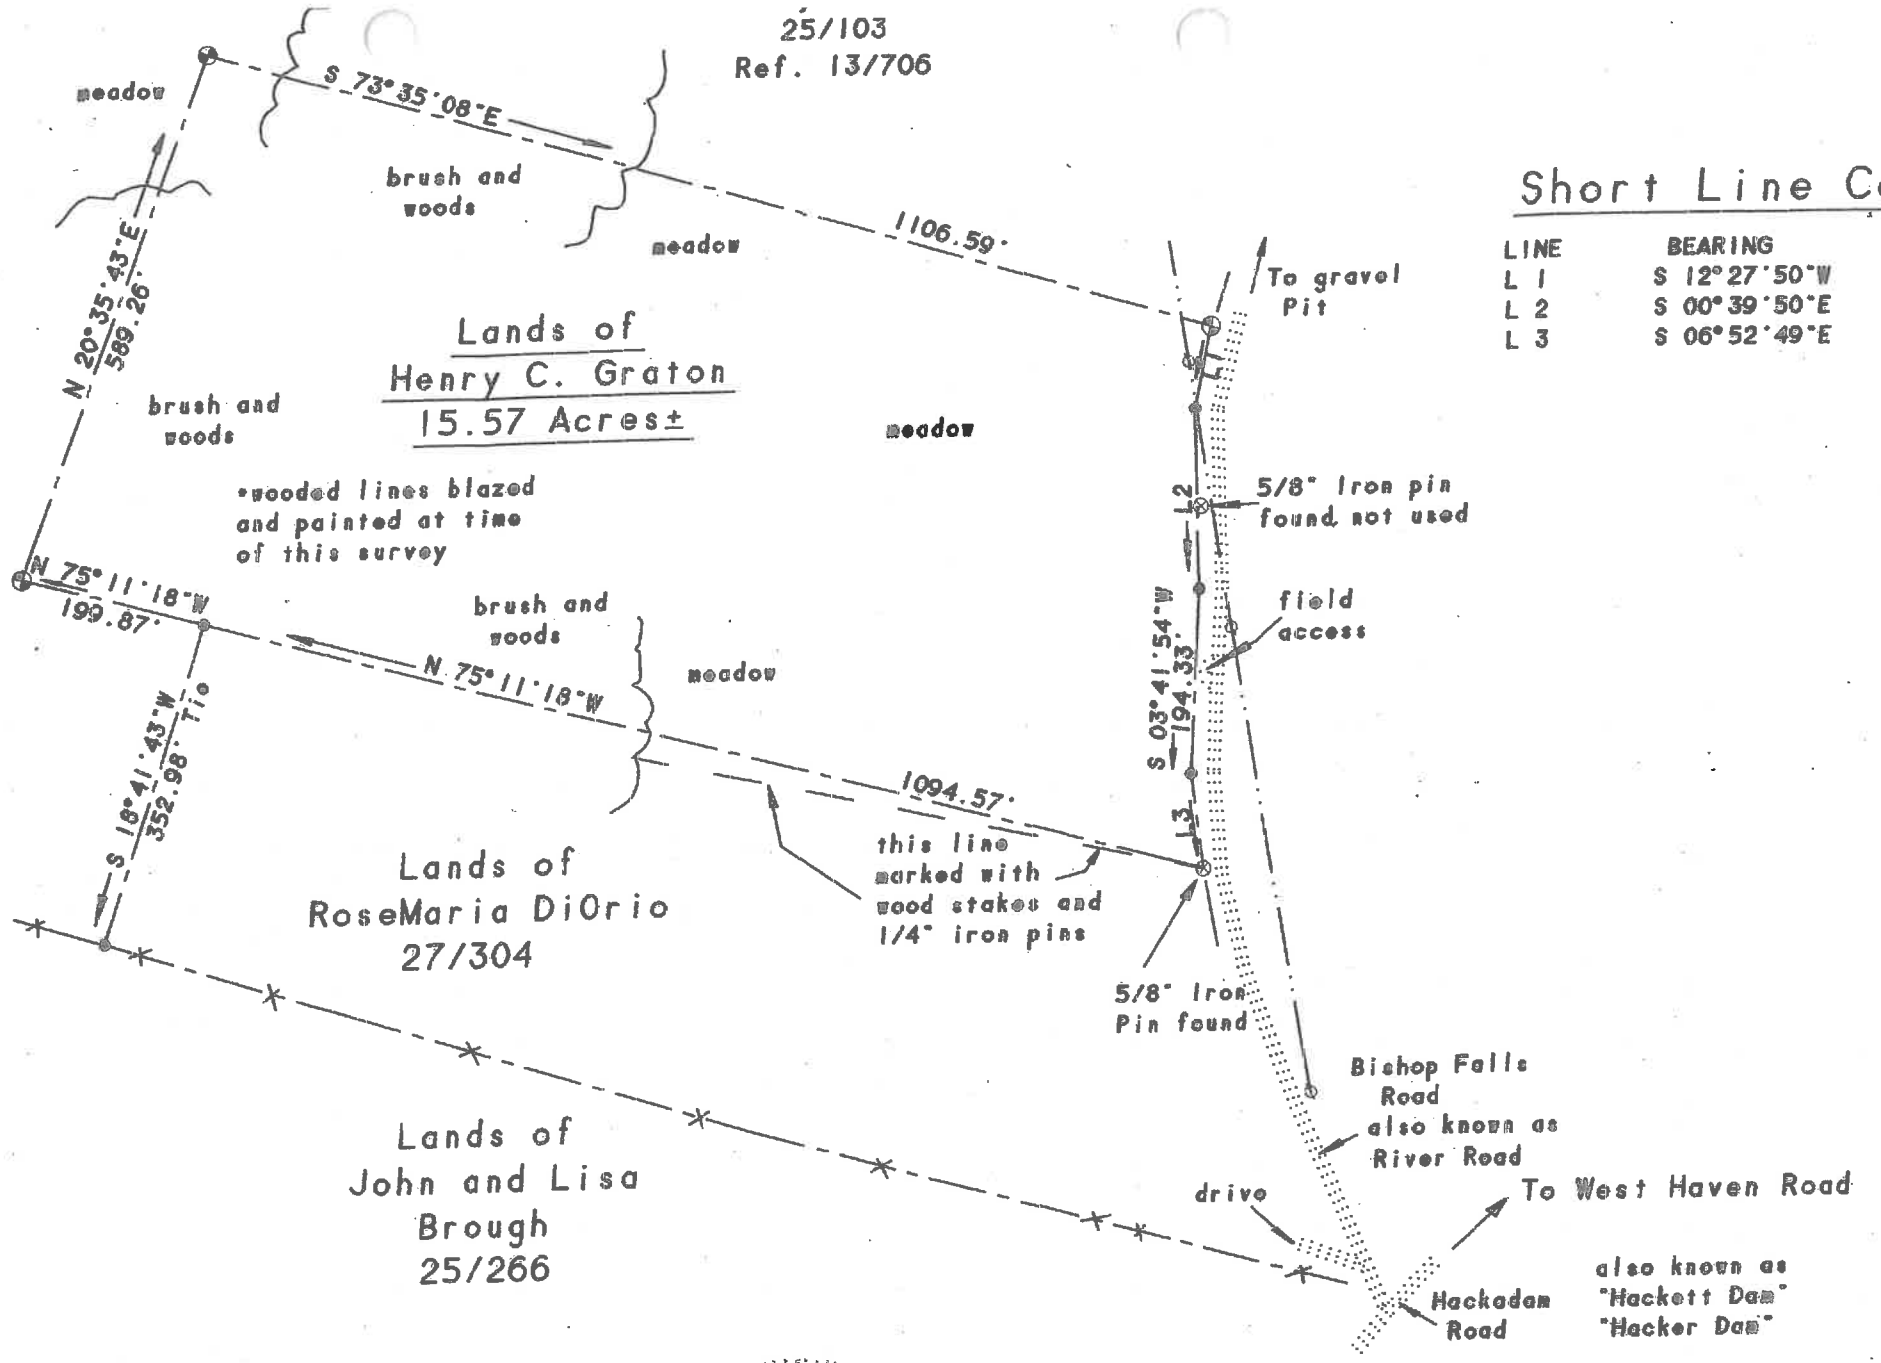 25/103
Ref. 13/706
meadow
S 73°35'08"E
brush and
woods
meadow
1106.59'
N 20°35'43"E
589.26'
Lands of
Henry C. Graton
15.57 Acres±
brush and
woods
meadow
*wooded lines blazed
and painted at time
of this survey
To gravel
Pit
Short Line
LINE BEARING
L 1 S 12°27'50"W
L 2 S 00°39'50"E
L 3 S 06°52'49"E
L2
5/8" Iron pin
found, not used
N 75°11'18"W
199.87'
brush and
woods
N 75°11'18"W
meadow
1094.57'
field
access
S 03°41'54"W
194.33'
L3
S 18°41'43"W
352.98' Tie
this line
marked with
wood stakes and
1/4" iron pins
Lands of
RoseMaria DiOrio
27/304
5/8" Iron
Pin found
Lands of
John and Lisa
Brough
25/266
Bishop Falls
Road
also known as
River Road
drive
To West Haven Road
Hackadam
Road
also known as
"Hackett Dam"
"Hacker Dam"